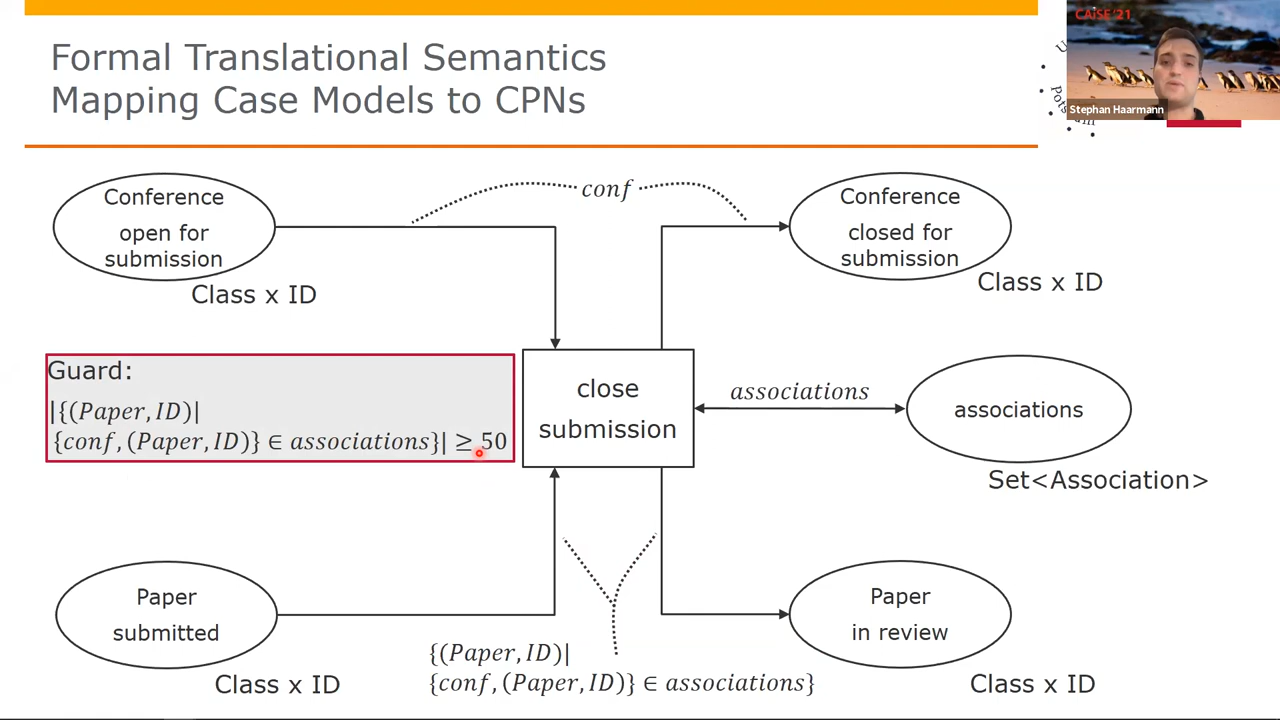 Formal Translational Semantics
Mapping Case Models to CPNs
CAiSE'21
Stephan Haarmann
Pots
Conference
open for
submission
Class x ID
conf
Conference
closed for
submission
Class x ID
Guard:
|{(Paper, ID)|
{conf, (Paper, ID)} ∈ associations}| ≥ 50
close
submission
associations
associations
Set<Association>
Paper
submitted
Class x ID
{(Paper, ID)|
{conf, (Paper, ID)} ∈ associations}
Paper
in review
Class x ID